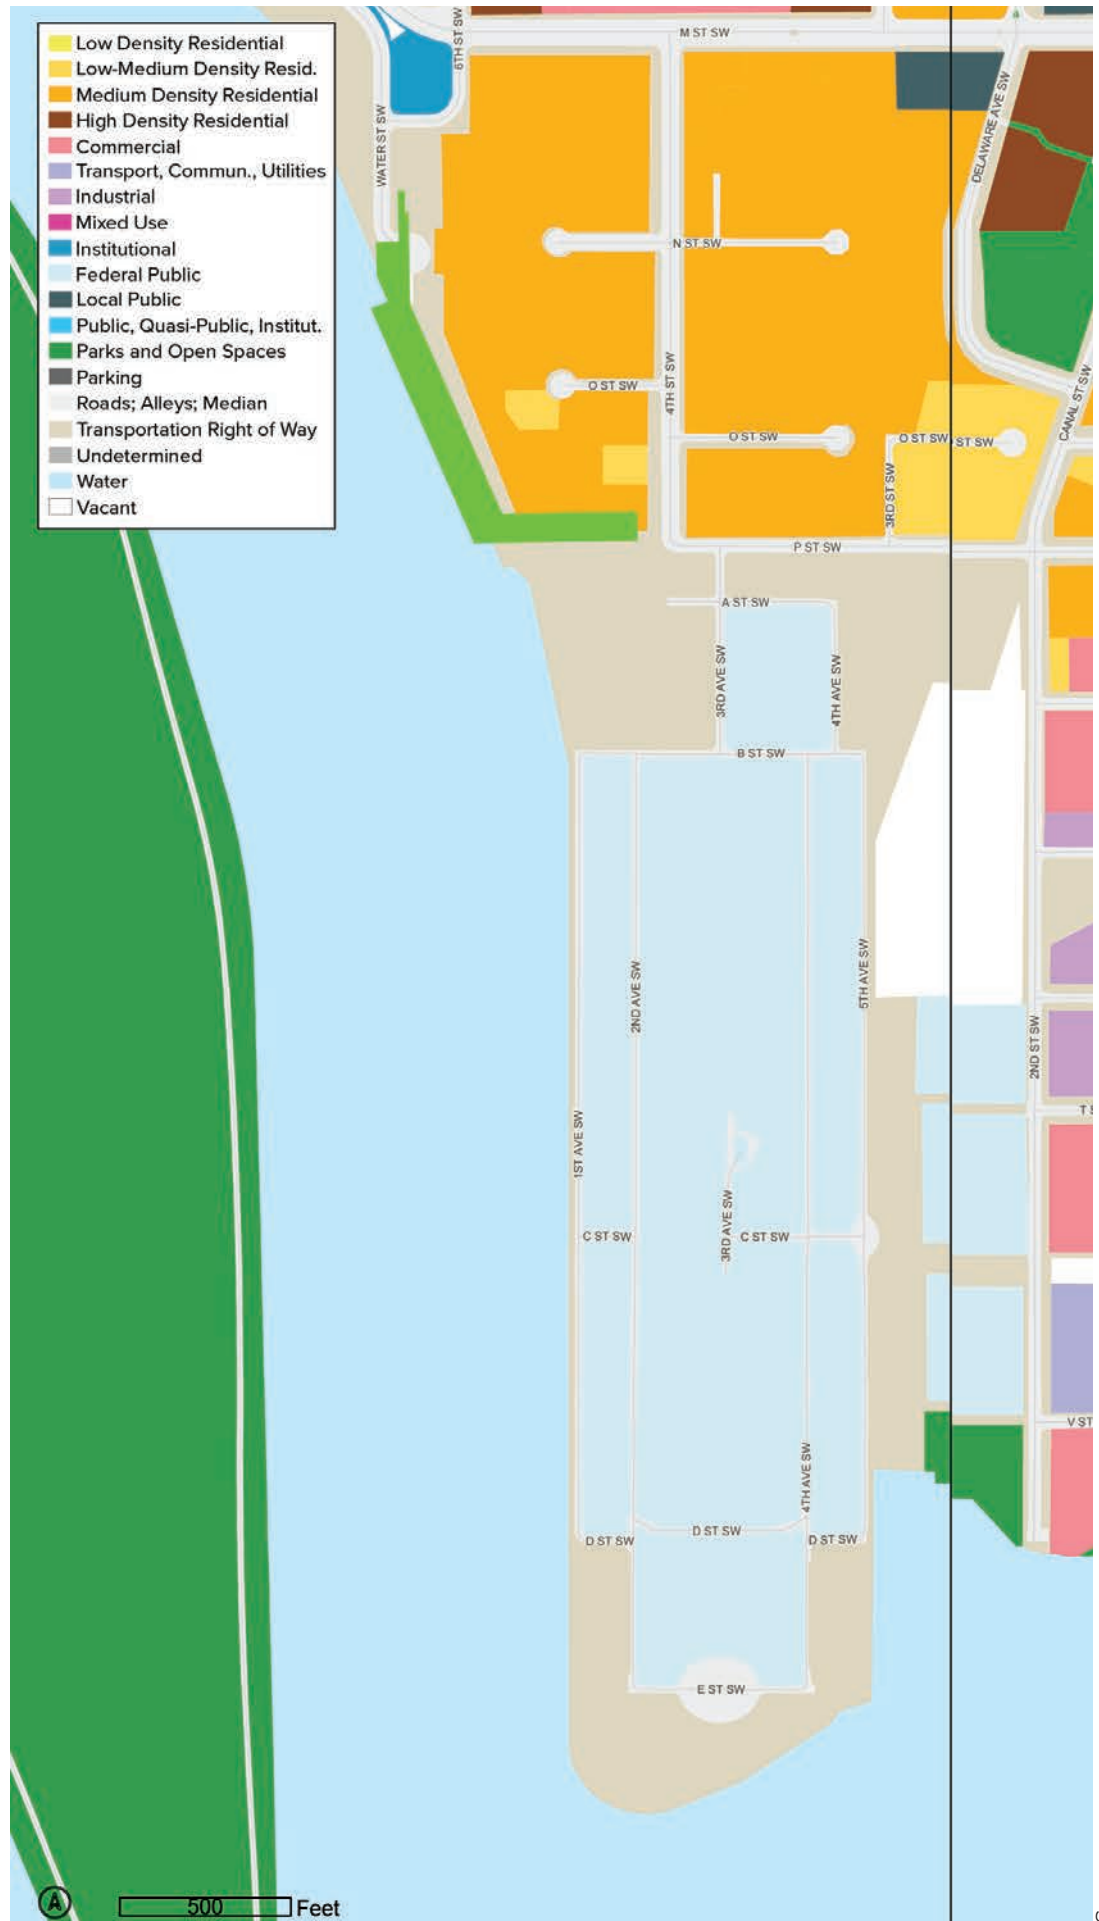 M ST SW
6TH ST SW
Low Density Residential
Low-Medium Density Resid.
Medium Density Residential
High Density Residential
Commercial
Transport, Commun., Utilities
Industrial
Mixed Use
Institutional
Federal Public
Local Public
Public, Quasi-Public, Institut.
Parks and Open Spaces
Parking
Roads; Alleys; Median
Transportation Right of Way
Undetermined
Water
Vacant
WATER ST SW
DELAWARE AVE SW
N ST SW
4TH ST SW
O ST SW
CANAL ST SW
O ST SW
O ST SW
ST SW
3RD ST SW
P ST SW
A ST SW
3RD AVE SW
4TH AVE SW
B ST SW
2ND AVE SW
5TH AVE SW
2ND ST SW
T S
1ST AVE SW
3RD AVE SW
C ST SW
C ST SW
V ST
4TH AVE SW
D ST SW
D ST SW
D ST SW
E ST SW
A
500 Feet